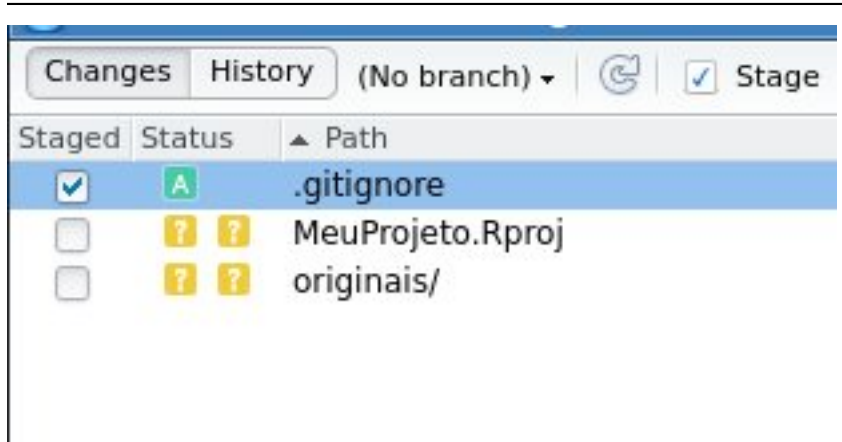 Changes History (No branch) Stage
Staged Status Path
A .gitignore
? ? MeuProjeto.Rproj
? ? originais/